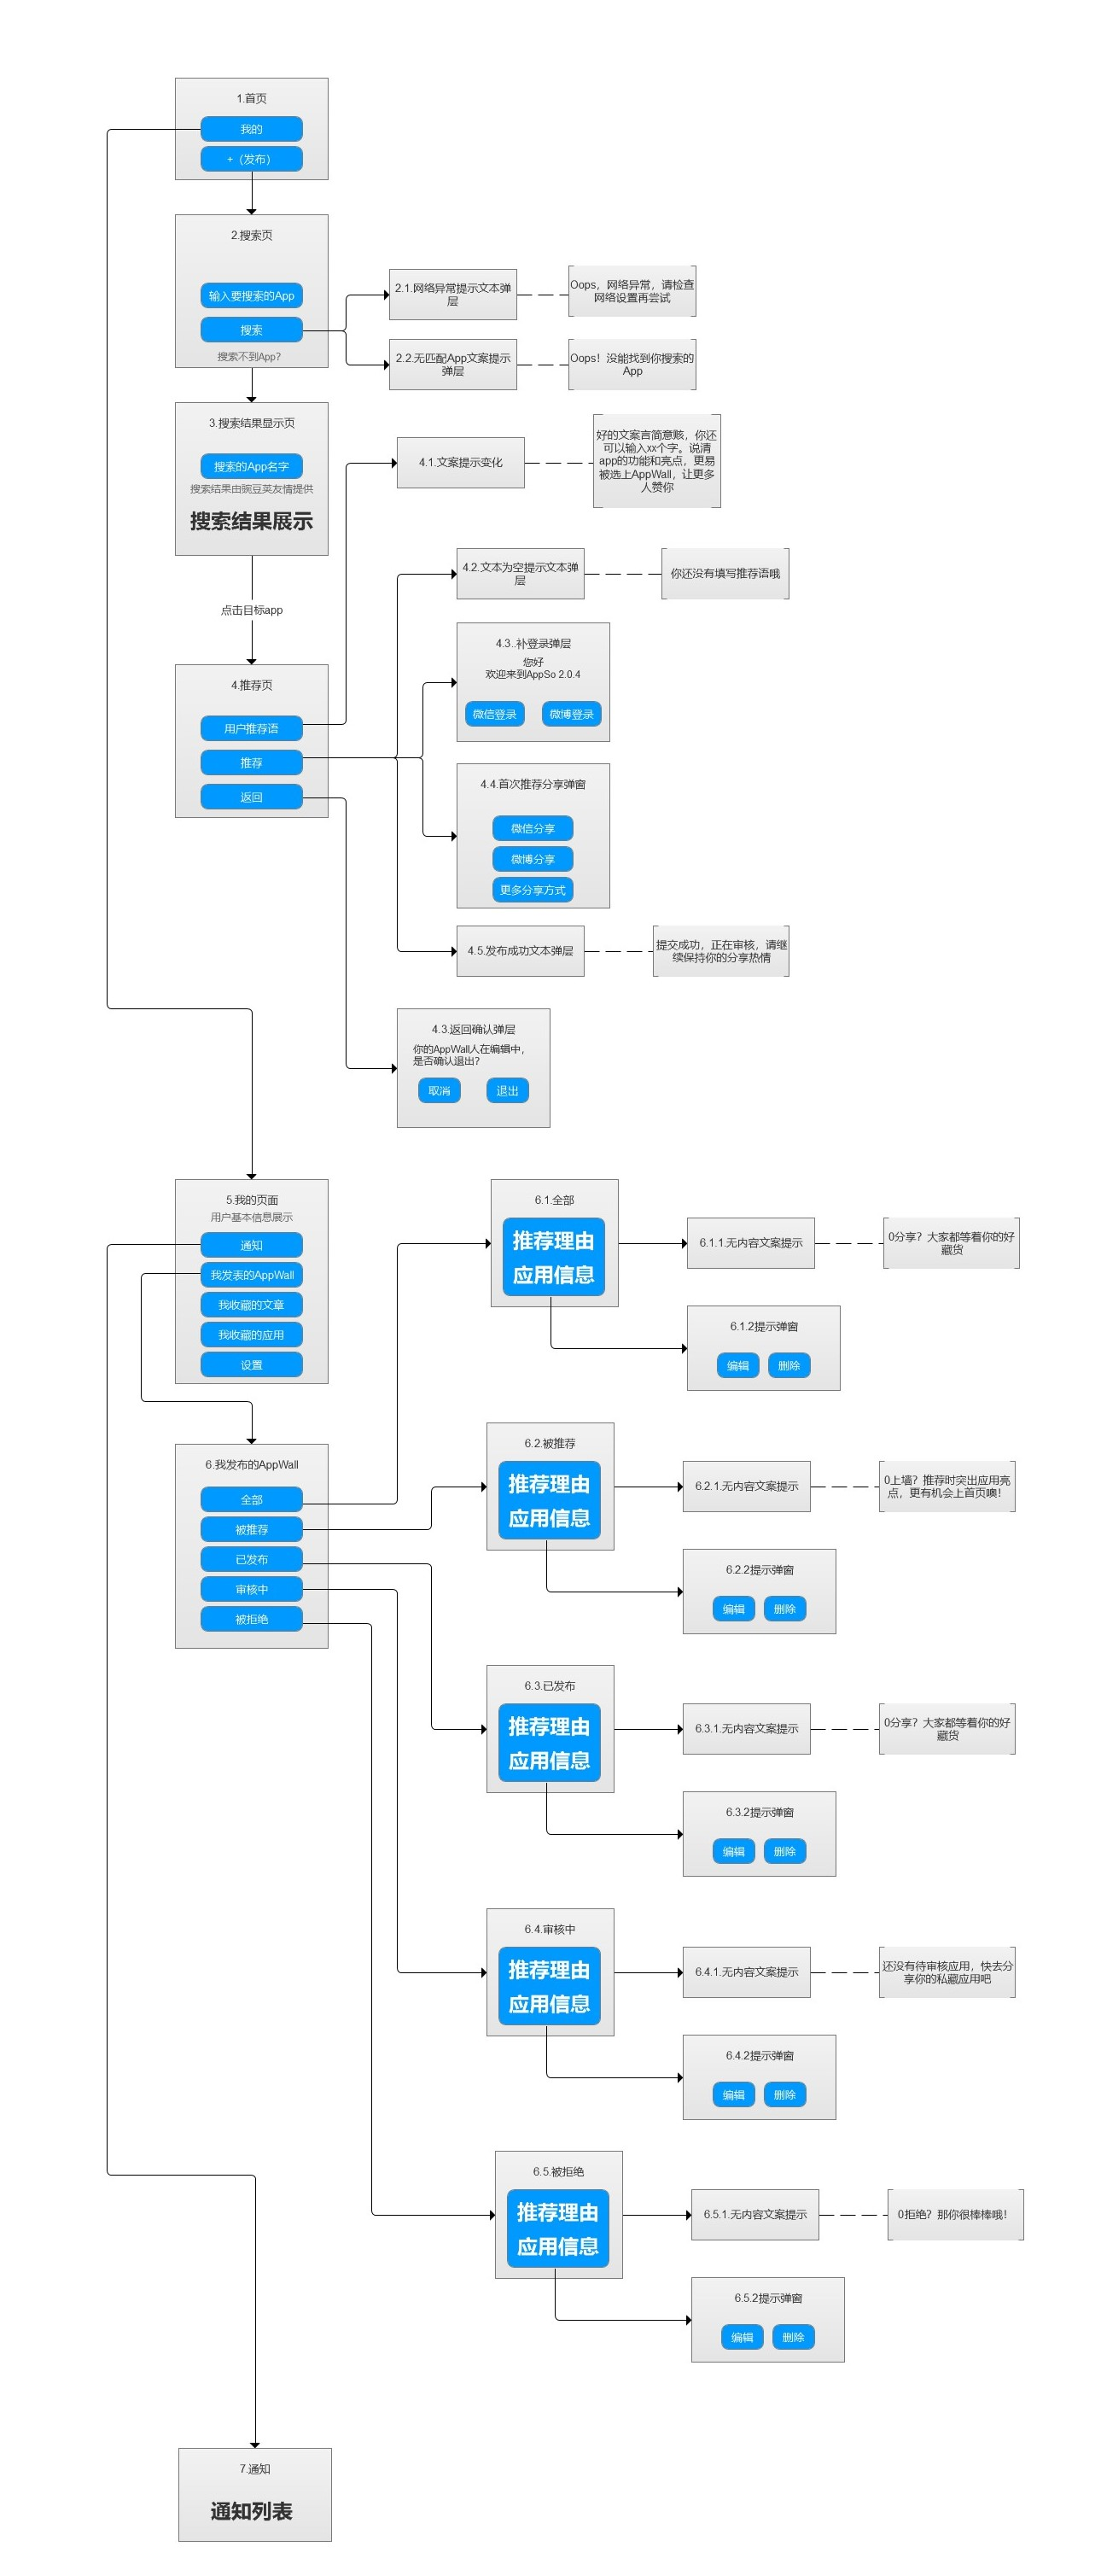 1.首页
我的
+（发布）
2.搜索页
输入要搜索的App
搜索
搜索不到App?
2.1.网络异常提示文本弹
层
Oops，网络异常，请检查
网络设置再尝试
2.2.无匹配App文案提示
弹层
Oops！没能找到你搜索的
App
3.搜索结果显示页
搜索的App名字
搜索结果由豌豆荚友情提供
搜索结果展示
点击目标app
4.推荐页
用户推荐语
推荐
返回
4.1.文案提示变化
好的文案言简意赅，你还
可以输入xx个字。说清
app的功能和亮点，更易
被选上AppWall，让更多
人赞你
4.2.文本为空提示文本弹
层
你还没有填写推荐语哦
4.3..补登录弹层
您好
欢迎来到AppSo 2.0.4
微信登录
微博登录
4.4.首次推荐分享弹窗
微信分享
微博分享
更多分享方式
4.5.发布成功文本弹层
提交成功，正在审核，请继
续保持你的分享热情
4.3.返回确认弹层
你的AppWall人在编辑中，
是否确认退出?
取消
退出
5.我的页面
用户基本信息展示
通知
我发表的AppWall
我收藏的文章
我收藏的应用
设置
6.我发布的AppWall
全部
被推荐
已发布
审核中
被拒绝
6.1.全部
推荐理由
应用信息
6.1.1.无内容文案提示
0分享？大家都等着你的好
藏货
6.1.2提示弹窗
编辑
删除
6.2.被推荐
推荐理由
应用信息
6.2.1.无内容文案提示
0上墙？推荐时突出应用亮
点，更有机会上首页噢！
6.2.2提示弹窗
编辑
删除
6.3.已发布
推荐理由
应用信息
6.3.1.无内容文案提示
0分享？大家都等着你的好
藏货
6.3.2提示弹窗
编辑
删除
6.4.审核中
推荐理由
应用信息
6.4.1.无内容文案提示
还没有待审核应用，快去分
享你的私藏应用吧
6.4.2提示弹窗
编辑
删除
6.5.被拒绝
推荐理由
应用信息
6.5.1.无内容文案提示
0拒绝？那你很棒棒哦！
6.5.2提示弹窗
编辑
删除
7.通知
通知列表